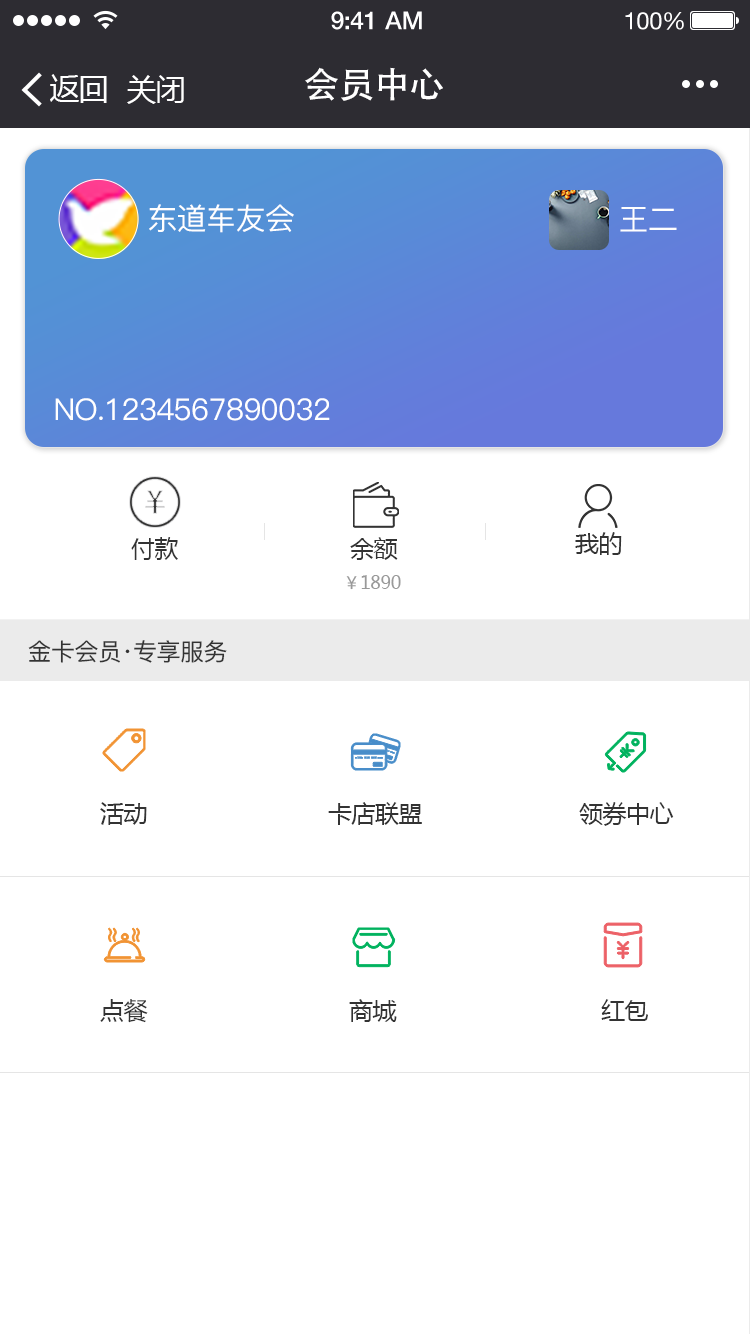 9:41 AM 100%
返回 关闭 会员中心
东道车友会 王二
NO.1234567890032
¥
付款 余额 我的
¥1890
金卡会员·专享服务
活动 卡店联盟 领券中心
¥
点餐 商城 红包